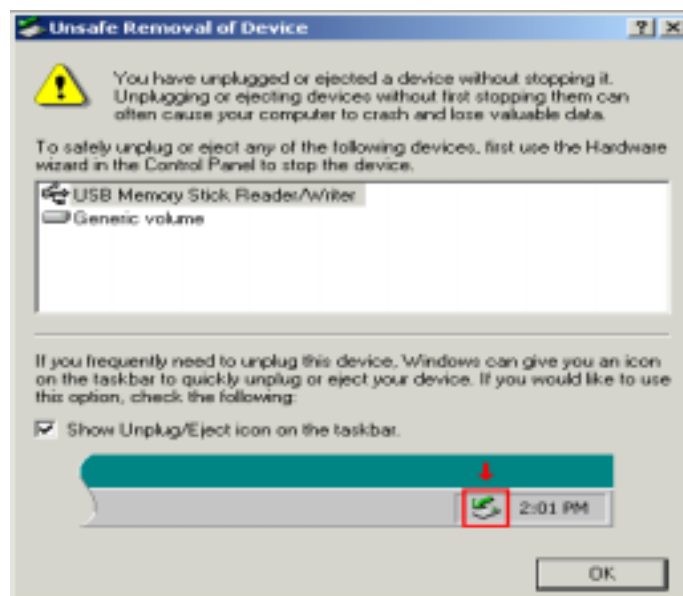 Unsafe Removal of Device
You have unplugged or ejected a device without stopping it.
Unplugging or ejecting devices without first stopping them can
often cause your computer to crash and lose valuable data.
To safely unplug or eject any of the following devices, first use the Hardware
wizard in the Control Panel to stop the device.
USB Memory Stick Reader/Writer
Generic volume
If you frequently need to unplug this device, Windows can give you an icon
on the taskbar to quickly unplug or eject your device. If you would like to use
this option, check the following:
Show Unplug/Eject icon on the taskbar.
2:01 PM
OK